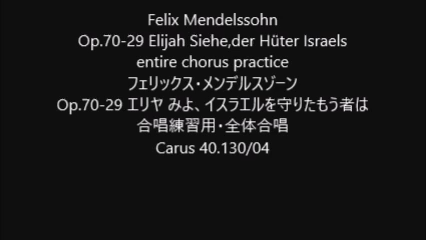 Felix Mendelssohn
Op.70-29 Elijah Siehe,der Hüter Israels
entire chorus practice
フェリックス・メンデルスゾーン
Op.70-29 エリヤ みよ、イスラエルを守りたもう者は
合唱練習用・全体合唱
Carus 40.130/04